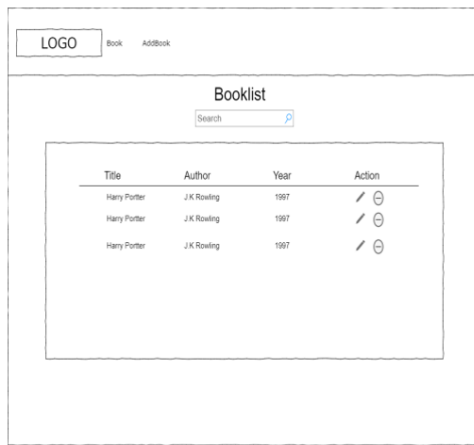 LOGO Book AddBook
Booklist
Search
Title Author Year Action
Harry Portter J.K Rowling 1997
Harry Portter J.K Rowling 1997
Harry Portter J.K Rowling 1997